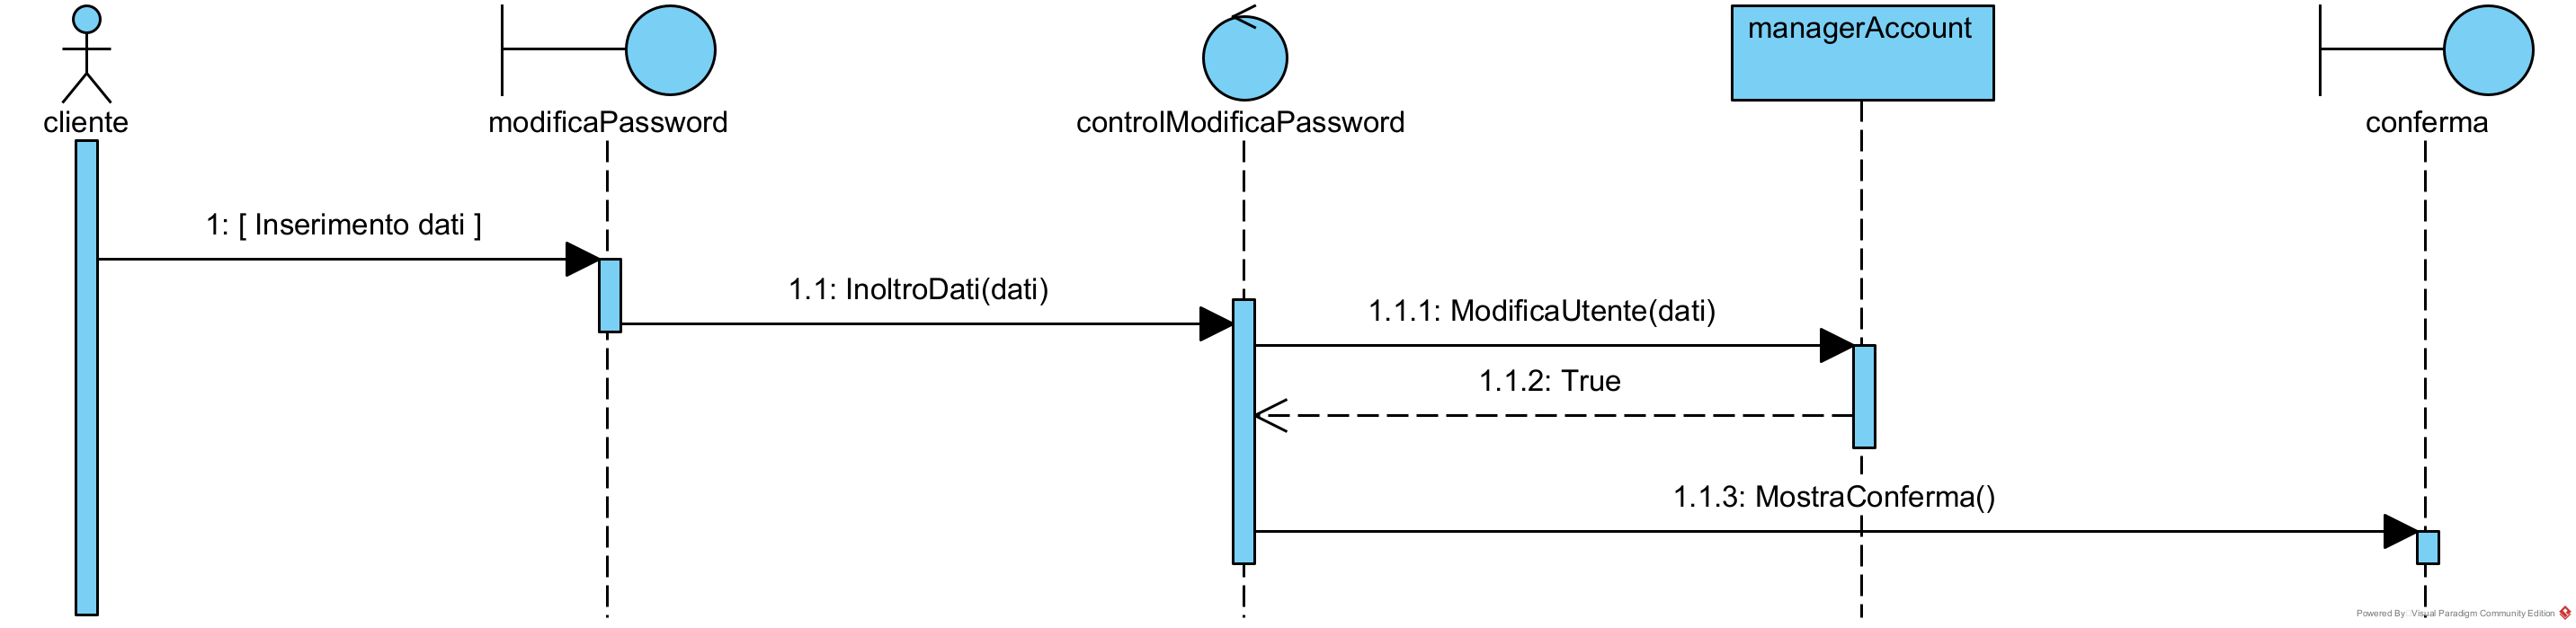 managerAccount
cliente
modificaPassword
controlModificaPassword
conferma
1: [ Inserimento dati ]
1.1: InoltroDati(dati)
1.1.1: ModificaUtente(dati)
1.1.2: True
1.1.3: MostraConferma()
Powered By Visual Paradigm Community Edition